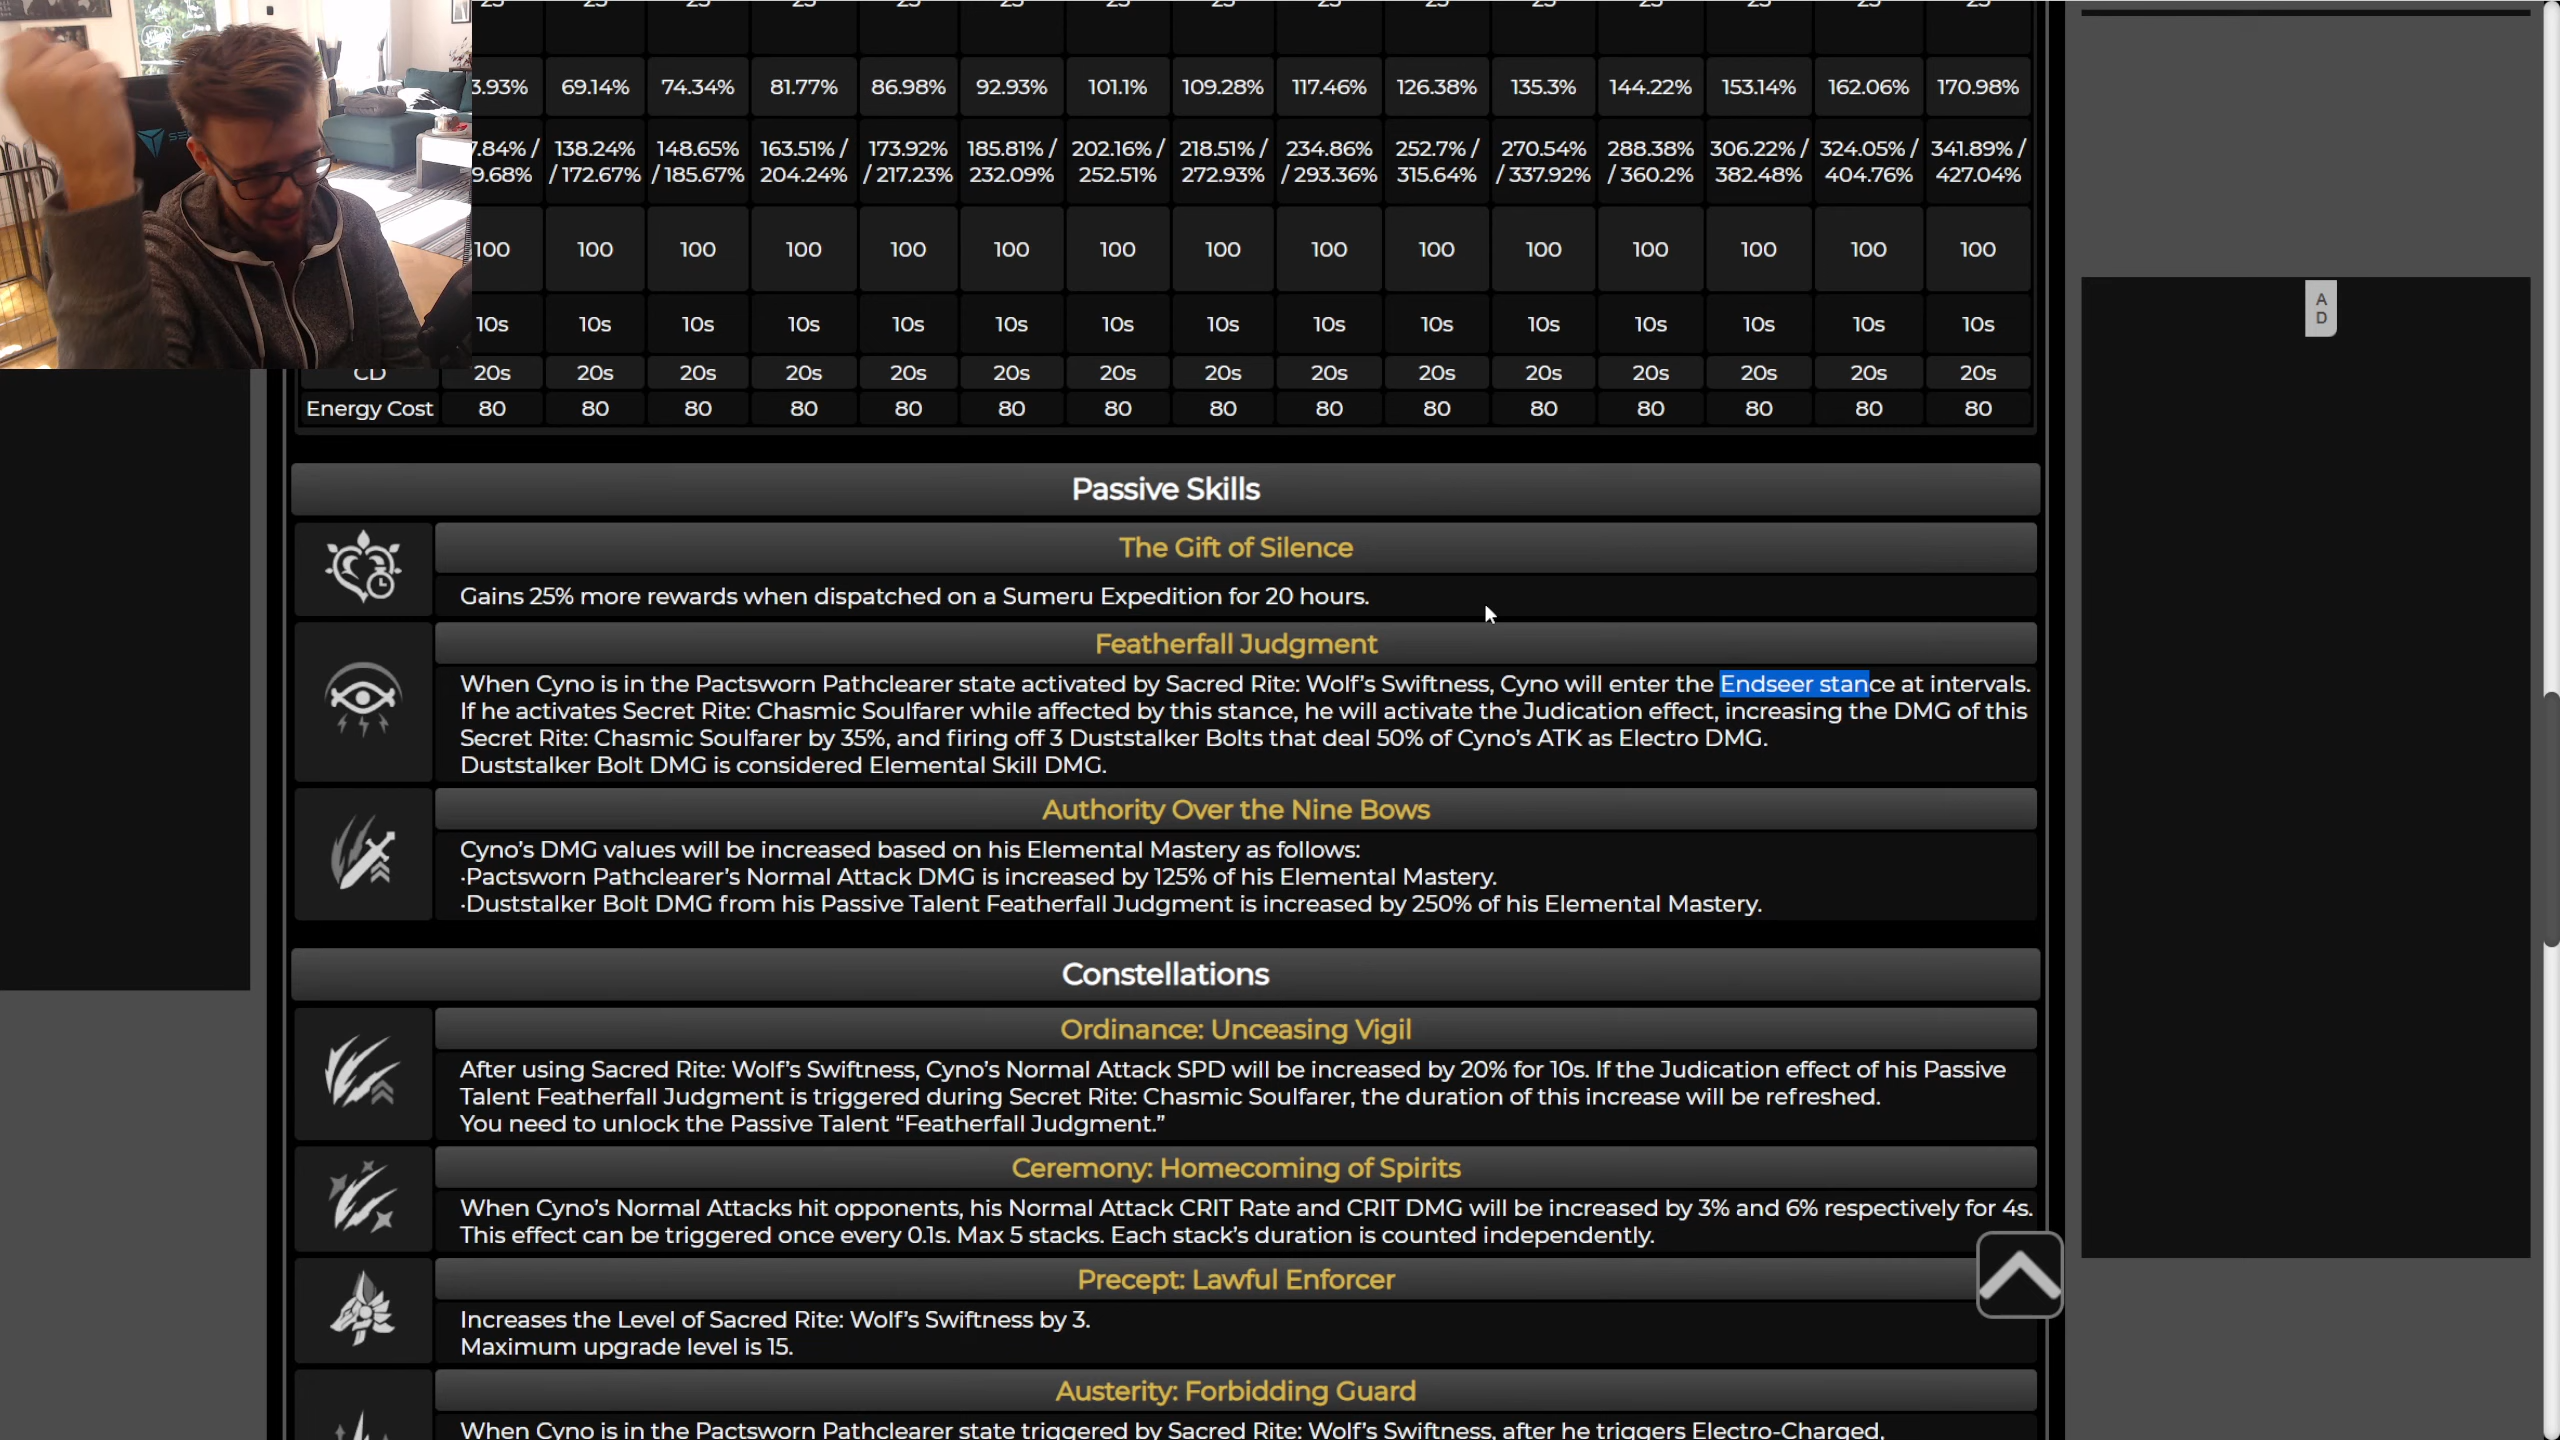 25 25 25 25 25 25 25 25 25 25 25 25 25 25 25
3.93% 69.14% 74.34% 81.77% 86.98% 92.93% 101.1% 109.28% 117.46% 126.38% 135.3% 144.22% 153.14% 162.06% 170.98%
7.84% / 138.24% 148.65% 163.51% / 173.92% 185.81% / 202.16% / 218.51% / 234.86% 252.7% / 270.54% 288.38% 306.22% / 324.05% / 341.89% /
9.68% / 172.67% / 185.67% 204.24% / 217.23% 232.09% 252.51% 272.93% / 293.36% 315.64% / 337.92% / 360.2% 382.48% 404.76% 427.04%
100 100 100 100 100 100 100 100 100 100 100 100 100 100 100
10s 10s 10s 10s 10s 10s 10s 10s 10s 10s 10s 10s 10s 10s 10s
CD 20s 20s 20s 20s 20s 20s 20s 20s 20s 20s 20s 20s 20s 20s 20s
Energy Cost 80 80 80 80 80 80 80 80 80 80 80 80 80 80 80
Passive Skills
The Gift of Silence
Gains 25% more rewards when dispatched on a Sumeru Expedition for 20 hours.
Featherfall Judgment
When Cyno is in the Pactsworn Pathclearer state activated by Sacred Rite: Wolf's Swiftness, Cyno will enter the Endseer stance at intervals.
If he activates Secret Rite: Chasmic Soulfarer while affected by this stance, he will activate the Judication effect, increasing the DMG of this
Secret Rite: Chasmic Soulfarer by 35%, and firing off 3 Duststalker Bolts that deal 50% of Cyno's ATK as Electro DMG.
Duststalker Bolt DMG is considered Elemental Skill DMG.
Authority Over the Nine Bows
Cyno's DMG values will be increased based on his Elemental Mastery as follows:
·Pactsworn Pathclearer's Normal Attack DMG is increased by 125% of his Elemental Mastery.
·Duststalker Bolt DMG from his Passive Talent Featherfall Judgment is increased by 250% of his Elemental Mastery.
Constellations
Ordinance: Unceasing Vigil
After using Sacred Rite: Wolf's Swiftness, Cyno's Normal Attack SPD will be increased by 20% for 10s. If the Judication effect of his Passive
Talent Featherfall Judgment is triggered during Secret Rite: Chasmic Soulfarer, the duration of this increase will be refreshed.
You need to unlock the Passive Talent “Featherfall Judgment.”
Ceremony: Homecoming of Spirits
When Cyno's Normal Attacks hit opponents, his Normal Attack CRIT Rate and CRIT DMG will be increased by 3% and 6% respectively for 4s.
This effect can be triggered once every 0.1s. Max 5 stacks. Each stack's duration is counted independently.
Precept: Lawful Enforcer
Increases the Level of Sacred Rite: Wolf's Swiftness by 3.
Maximum upgrade level is 15.
Austerity: Forbidding Guard
When Cyno is in the Pactsworn Pathclearer state triggered by Sacred Rite: Wolf's Swiftness, after he triggers Electro-Charged,
A
D